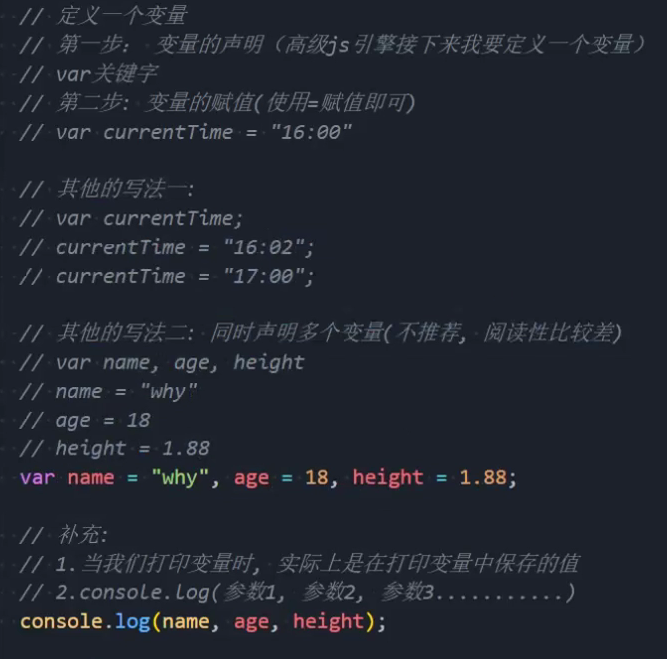 // 定义一个变量
// 第一步: 变量的声明(高级js引擎接下来我要定义一个变量)
// var关键字
// 第二步: 变量的赋值(使用=赋值即可)
// var currentTime = "16:00"
// 其他的写法一:
// var currentTime;
// currentTime = "16:02";
// currentTime = "17:00";
// 其他的写法二: 同时声明多个变量(不推荐, 阅读性比较差)
// var name, age, height
// name = "why"
// age = 18
// height = 1.88
var name = "why", age = 18, height = 1.88;
// 补充:
// 1.当我们打印变量时, 实际上是在打印变量中保存的值
// 2.console.log(参数1, 参数2, 参数3...........)
console.log(name, age, height);